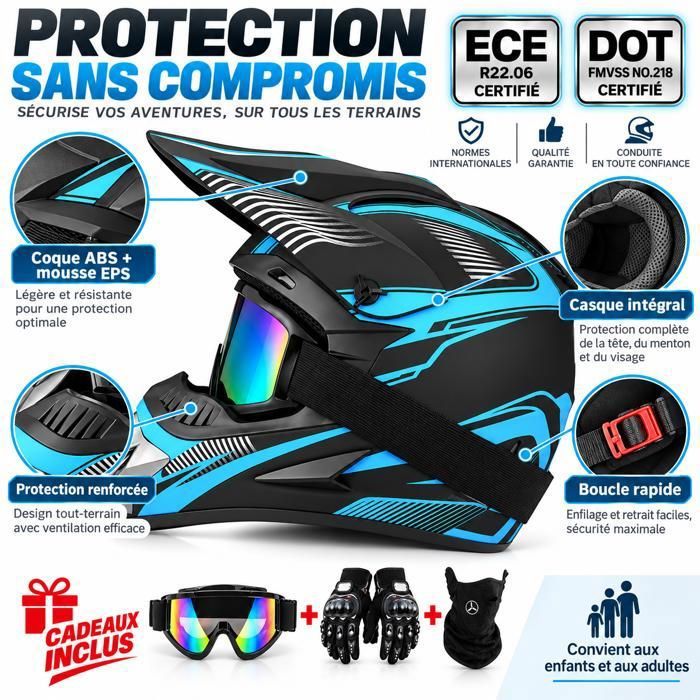 PROTECTION
SANS COMPROMIS
SÉCURISE VOS AVENTURES, SUR TOUS LES TERRAINS
ECE
R22.06
CERTIFIÉ
DOT
FMVSS NO.218
CERTIFIÉ
NORMES
INTERNATIONALES
QUALITÉ
GARANTIE
CONDUITE
EN TOUTE CONFIANCE
Coque ABS +
mousse EPS
Légère et résistante
pour une protection
optimale
Casque intégral
Protection complète
de la tête, du menton
et du visage
Protection renforcée
Design tout-terrain
avec ventilation efficace
Boucle rapide
Enfilage et retrait faciles,
sécurité maximale
CADEAUX
INCLUS
+
+
Convient aux
enfants et aux adultes